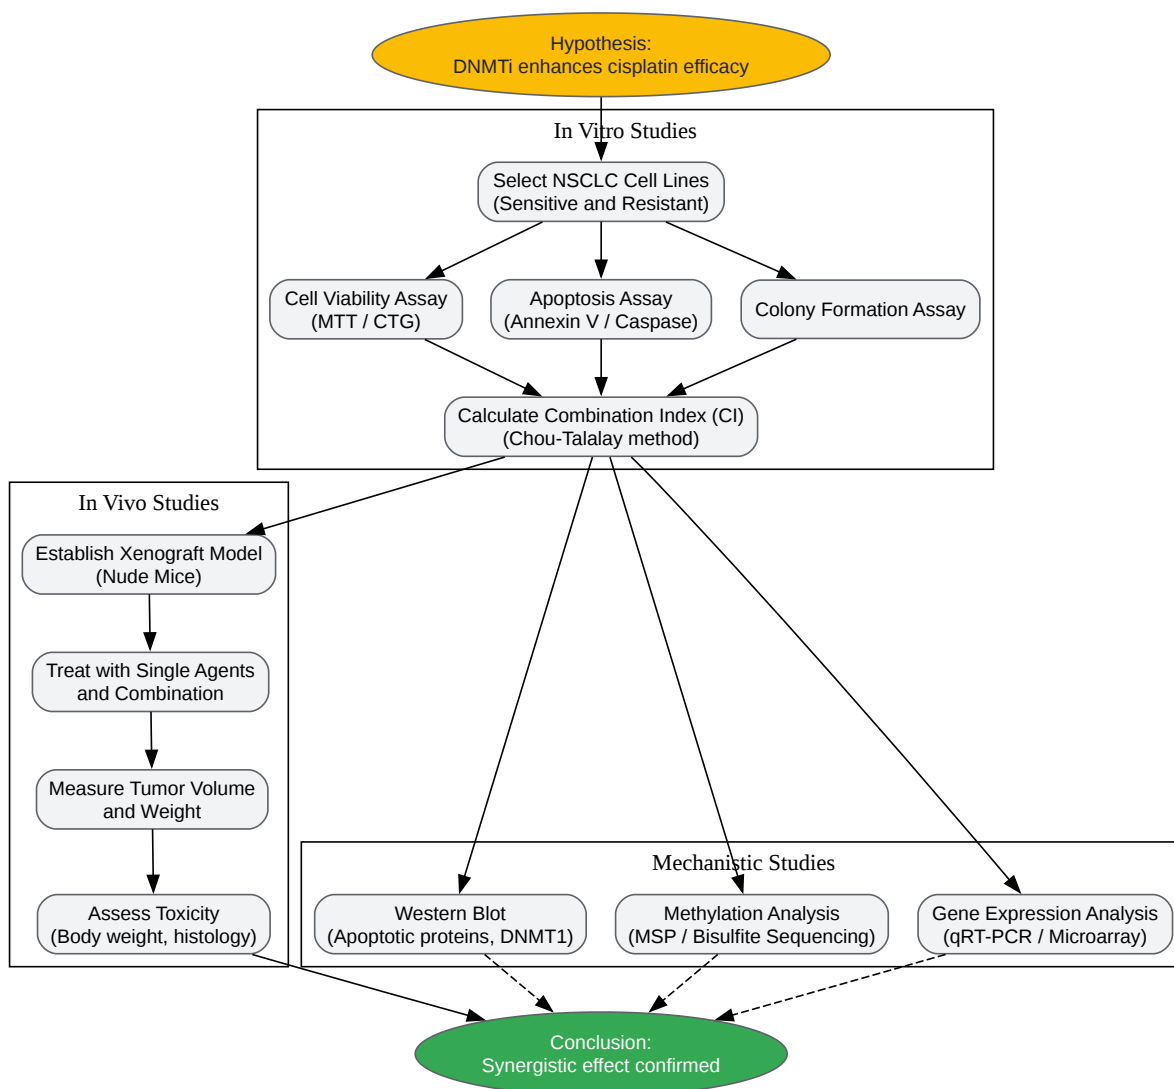 Hypothesis:
DNMTi enhances cisplatin efficacy
In Vitro Studies
Select NSCLC Cell Lines
(Sensitive and Resistant)
Cell Viability Assay
(MTT / CTG)
Apoptosis Assay
(Annexin V / Caspase)
Colony Formation Assay
Calculate Combination Index (CI)
(Chou-Talalay method)
In Vivo Studies
Establish Xenograft Model
(Nude Mice)
Treat with Single Agents
and Combination
Measure Tumor Volume
and Weight
Assess Toxicity
(Body weight, histology)
Mechanistic Studies
Western Blot
(Apoptotic proteins, DNMT1)
Methylation Analysis
(MSP / Bisulfite Sequencing)
Gene Expression Analysis
(qRT-PCR / Microarray)
Conclusion:
Synergistic effect confirmed